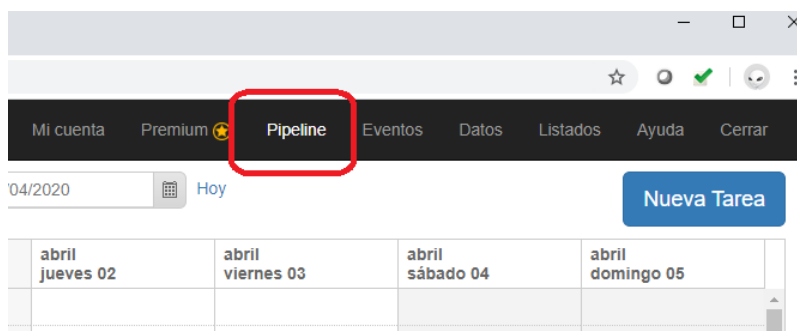 Mi cuenta Premium Pipeline Eventos Datos Listados Ayuda Cerrar
04/2020 Hoy Nueva Tarea
abril abril abril abril
jueves 02 viernes 03 sábado 04 domingo 05